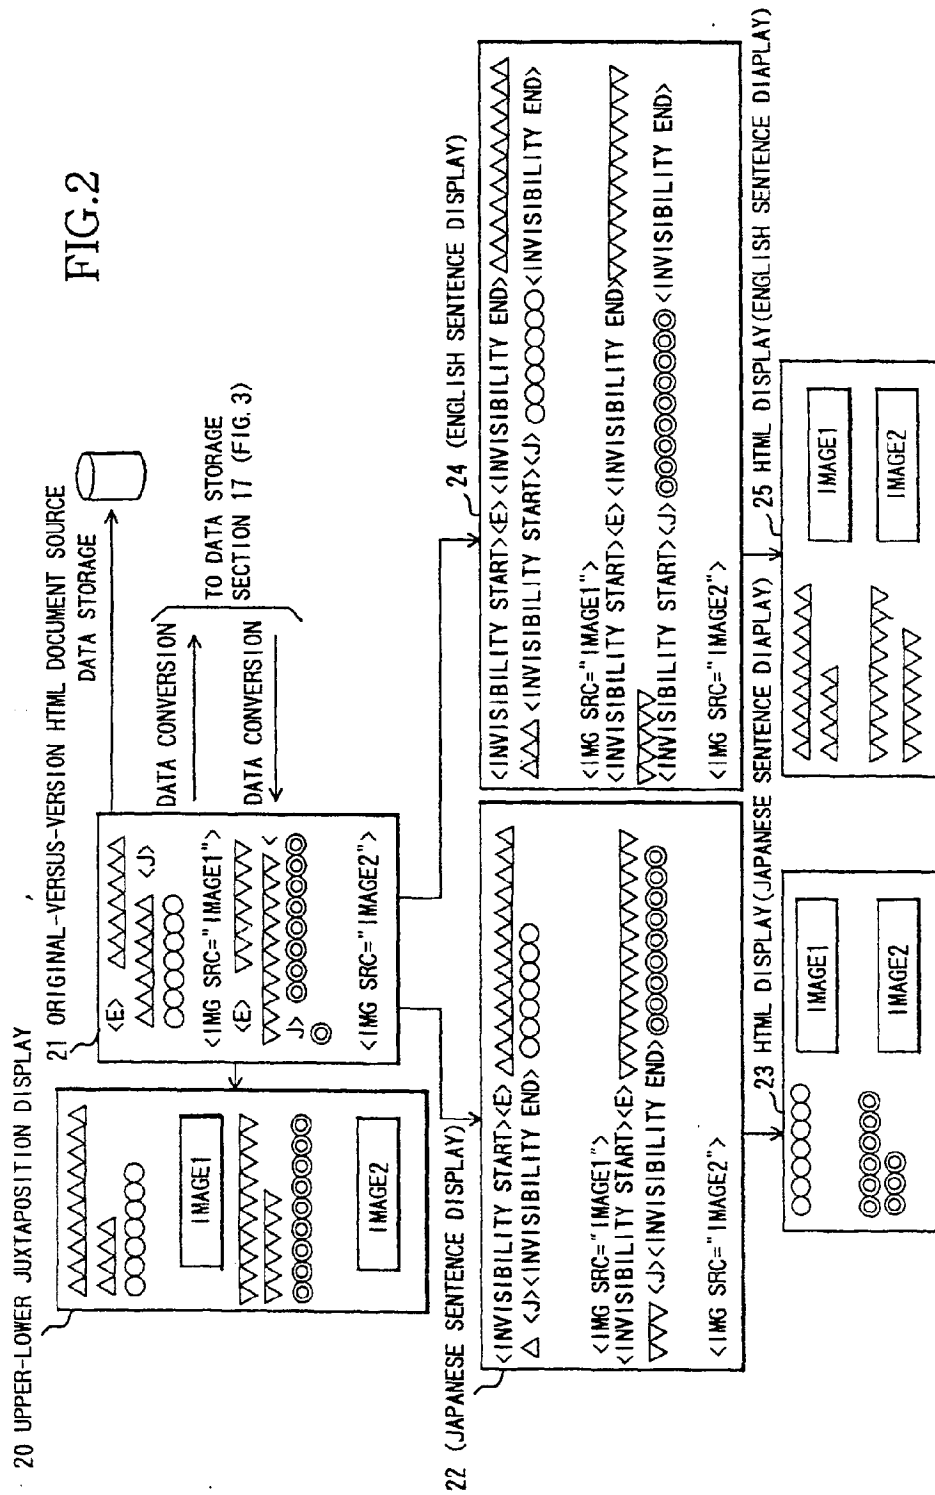 FIG.2
20 UPPER-LOWER JUXTAPOSITION DISPLAY
IMAGE1
IMAGE2
21 ORIGINAL-VERSUS-VERSION HTML DOCUMENT SOURCE
<E> △△△△△△△
△△△△△△ <J>
○○○○○○○
<IMG SRC="IMAGE1">
<E> ▽▽▽▽▽▽▽
▽▽▽▽▽▽▽▽▽▽▽ <
J> ◎◎◎◎◎◎◎◎◎
◎
<IMG SRC="IMAGE2">
DATA STORAGE
DATA CONVERSION
DATA CONVERSION
TO DATA STORAGE
SECTION 17 (FIG. 3)
22 (JAPANESE SENTENCE DISPLAY)
<INVISIBILITY START><E>△△△△△△△△△△△△
△ <J><INVISIBILITY END> ○○○○○○○
<IMG SRC="IMAGE1">
<INVISIBILITY START><E> ▽▽▽▽▽▽▽▽▽▽▽▽
▽▽▽ <J><INVISIBILITY END>◎◎◎◎◎◎◎◎◎◎
<IMG SRC="IMAGE2">
24 (ENGLISH SENTENCE DISPLAY)
<INVISIBILITY START><E><INVISIBILITY END>△△△△△△△△△△△
△△△ <INVISIBILITY START><J> ○○○○○○○<INVISIBILITY END>
<IMG SRC="IMAGE1">
<INVISIBILITY START><E> <INVISIBILITY END>▽▽▽▽▽▽▽▽▽▽▽
▽▽▽▽▽
<INVISIBILITY START><J>◎◎◎◎◎◎◎◎◎◎<INVISIBILITY END>
<IMG SRC="IMAGE2">
23 HTML DISPLAY(JAPANESE SENTENCE DIAPLAY)
IMAGE1
IMAGE2
25 HTML DISPLAY(ENGLISH SENTENCE DIAPLAY)
IMAGE1
IMAGE2